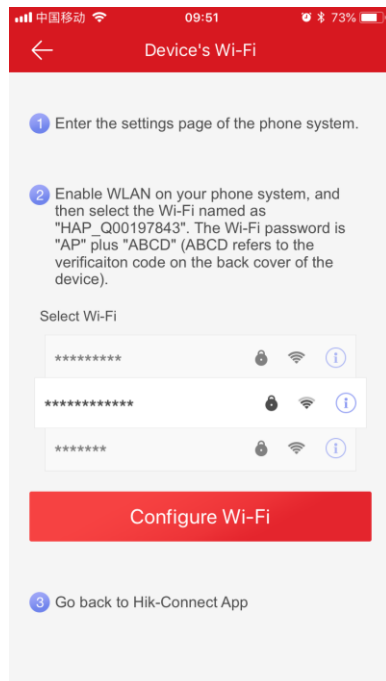 中国移动 09:51 73%
Device's Wi-Fi
1 Enter the settings page of the phone system.
2 Enable WLAN on your phone system, and
then select the Wi-Fi named as
"HAP_Q00197843". The Wi-Fi password is
"AP" plus "ABCD" (ABCD refers to the
verificaiton code on the back cover of the
device).
Select Wi-Fi
*********
************
*******
Configure Wi-Fi
3 Go back to Hik-Connect App